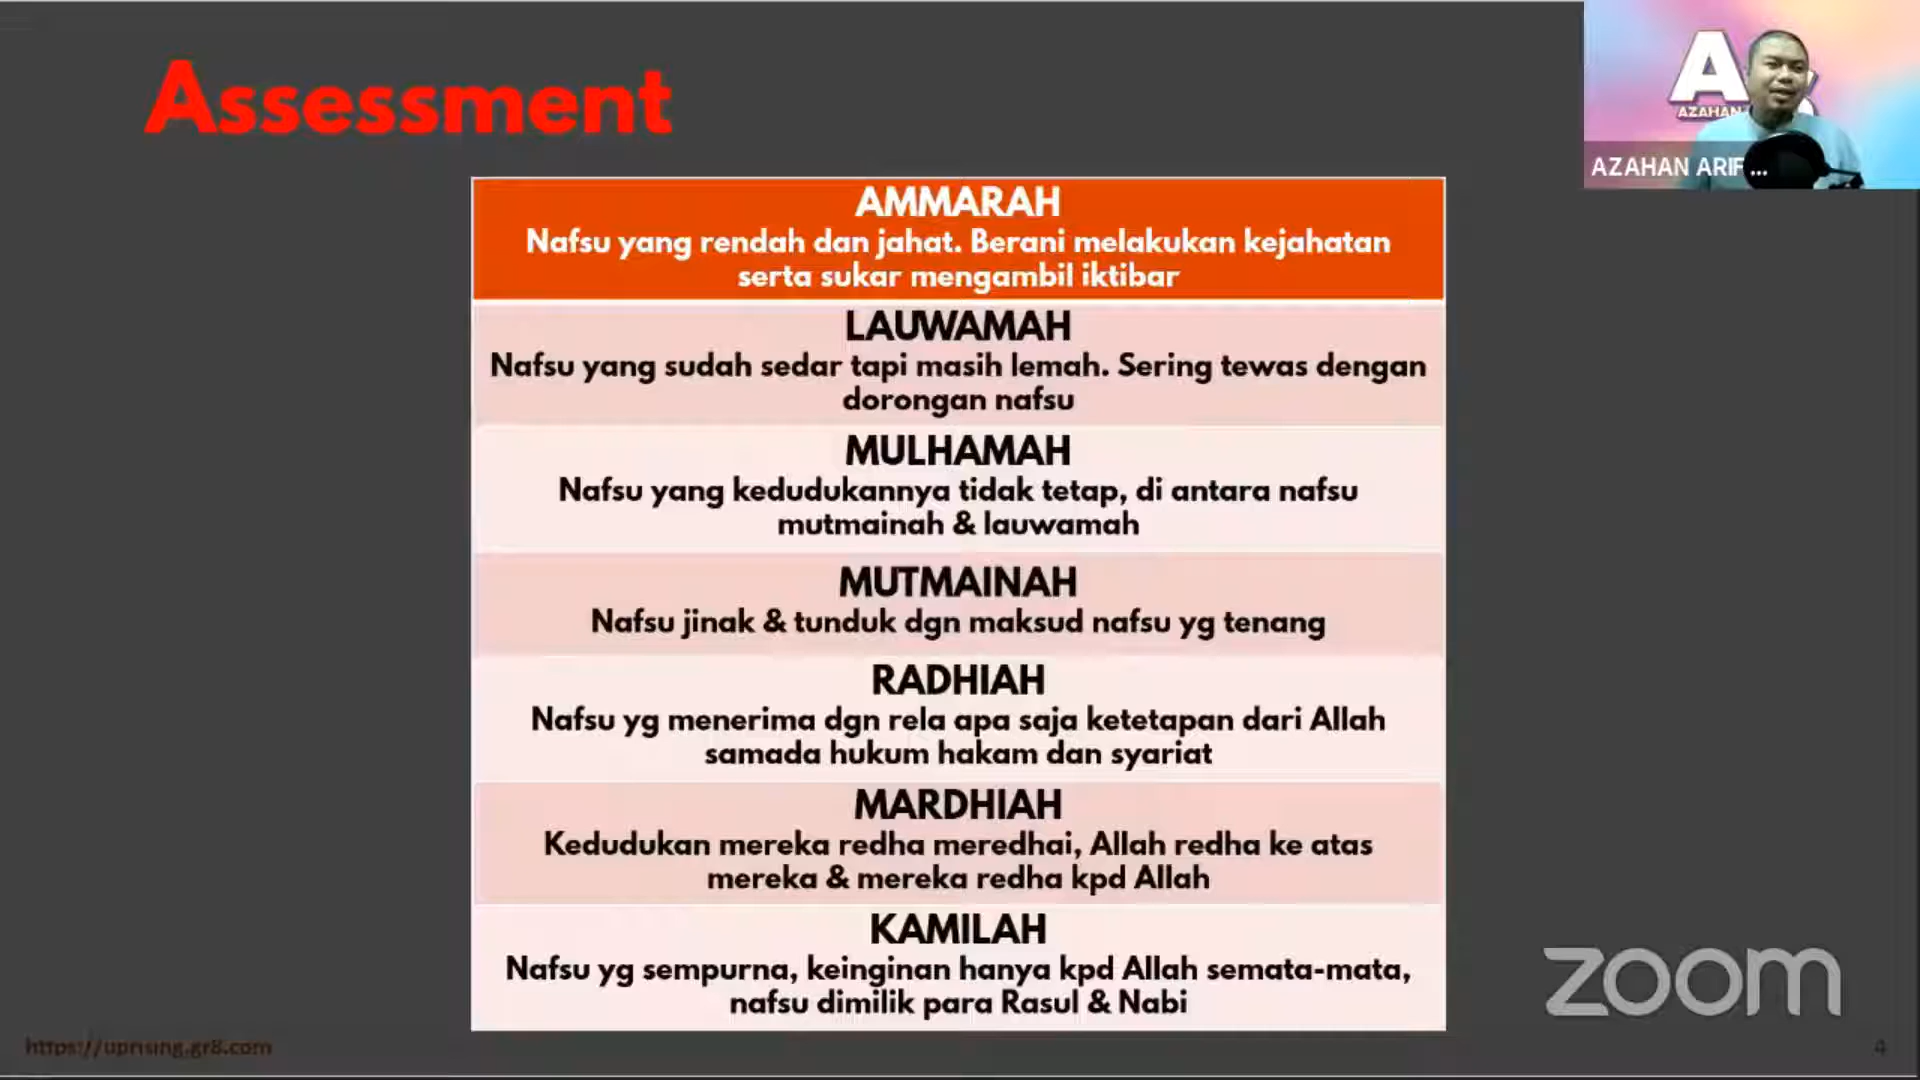 Assessment
A
AZAHAN
AZAHAN ARIF...
AMMARAH
Nafsu yang rendah dan jahat. Berani melakukan kejahatan
serta sukar mengambil iktibar
LAUWAMAH
Nafsu yang sudah sedar tapi masih lemah. Sering tewas dengan
dorongan nafsu
MULHAMAH
Nafsu yang kedudukannya tidak tetap, di antara nafsu
mutmainah & lauwamah
MUTMAINAH
Nafsu jinak & tunduk dgn maksud nafsu yg tenang
RADHIAH
Nafsu yg menerima dgn rela apa saja ketetapan dari Allah
samada hukum hakam dan syariat
MARDHIAH
Kedudukan mereka redha meredhai, Allah redha ke atas
mereka & mereka redha kpd Allah
KAMILAH
Nafsu yg sempurna, keinginan hanya kpd Allah semata-mata,
nafsu dimilik para Rasul & Nabi
zoom
https://uprising.gr8.com
4